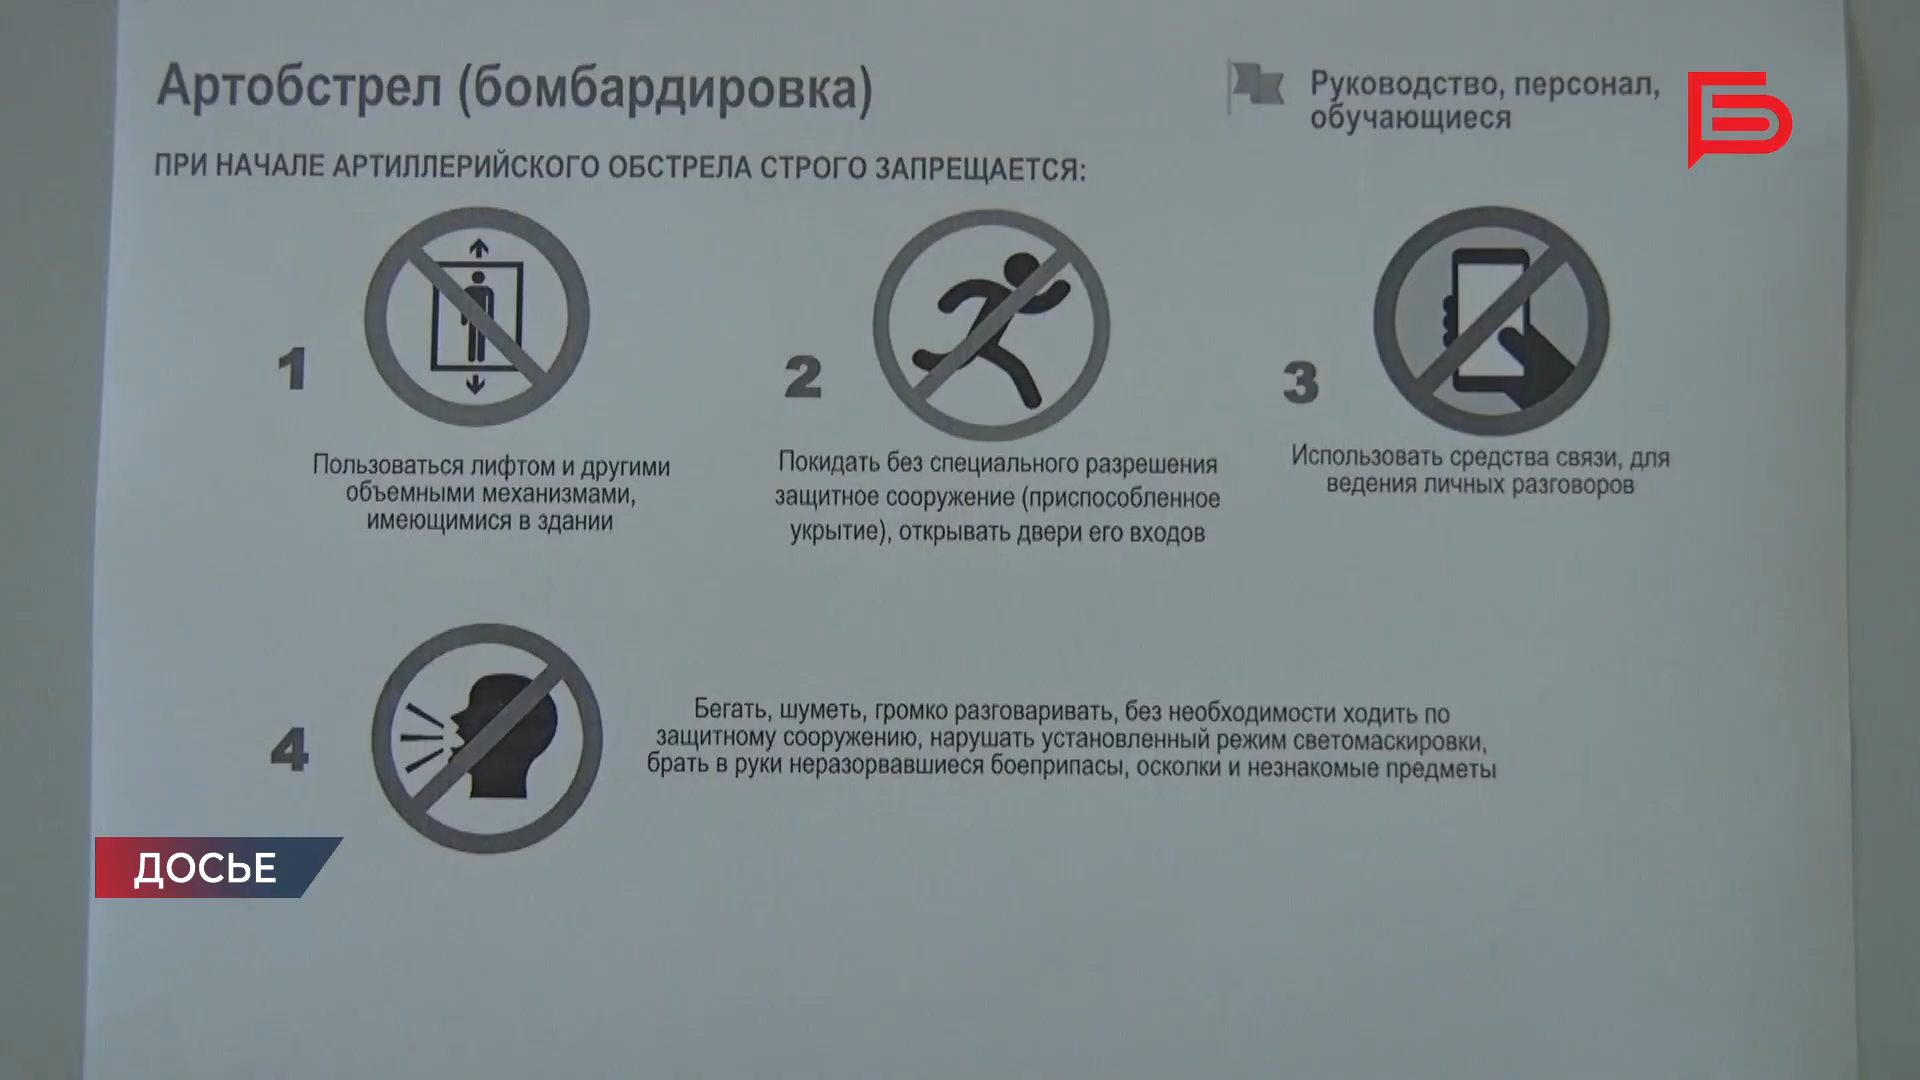 Артобстрел (бомбардировка)
Руководство, персонал,
обучающиеся
Б
ПРИ НАЧАЛЕ АРТИЛЛЕРИЙСКОГО ОБСТРЕЛА СТРОГО ЗАПРЕЩАЕТСЯ:
1
Пользоваться лифтом и другими
объемными механизмами,
имеющимися в здании
2
Покидать без специального разрешения
защитное сооружение (приспособленное
укрытие), открывать двери его входов
3
Использовать средства связи, для
ведения личных разговоров
4
Бегать, шуметь, громко разговаривать, без необходимости ходить по
защитному сооружению, нарушать установленный режим светомаскировки,
брать в руки неразорвавшиеся боеприпасы, осколки и незнакомые предметы
ДОСЬЕ